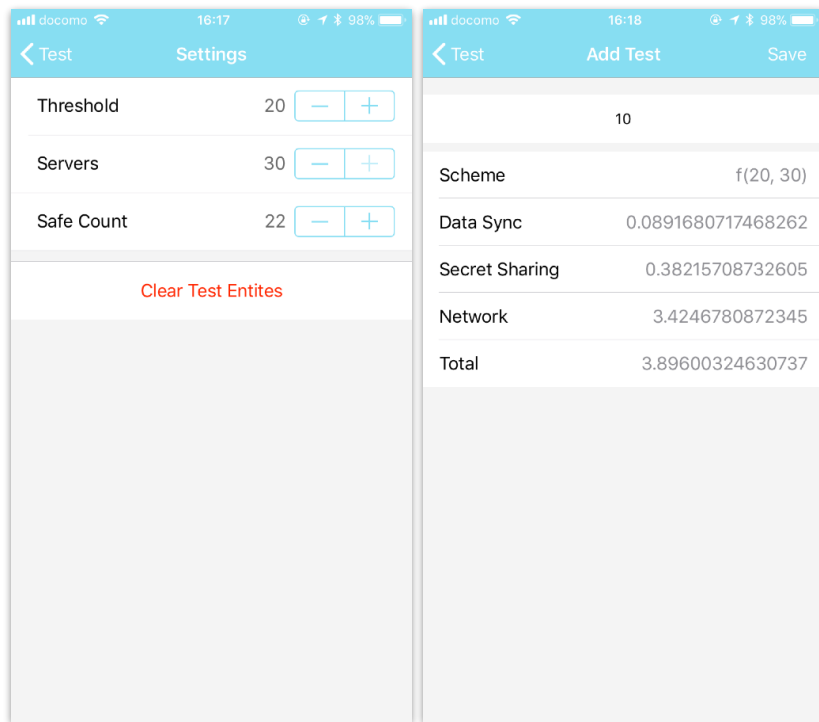 docomo 16:17 98%
Test Settings
Threshold 20
Servers 30
Safe Count 22
Clear Test Entites
docomo 16:18 98%
Test Add Test Save
10
Scheme f(20, 30)
Data Sync 0.0891680717468262
Secret Sharing 0.38215708732605
Network 3.4246780872345
Total 3.89600324630737